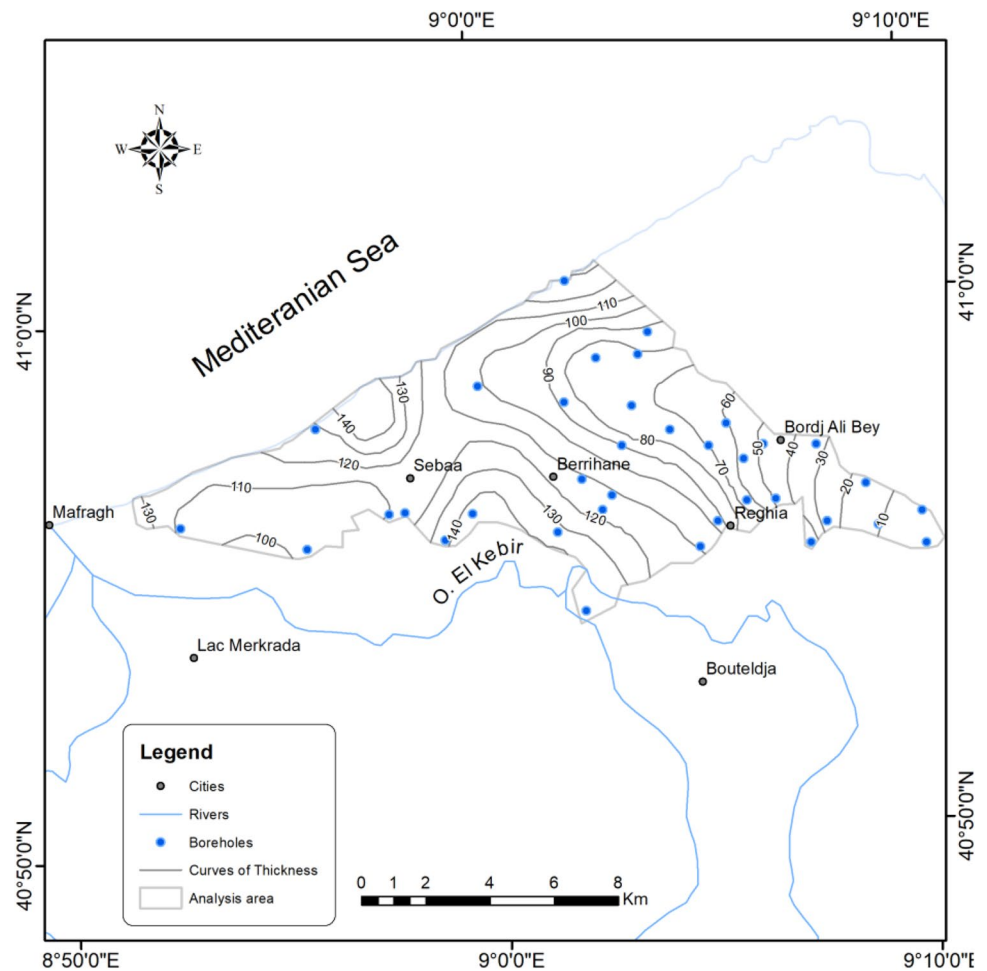 9°0'0"E
9°10'0"E
N
W
E
S
Mediteranian Sea
41°0'0"N
41°0'0"N
110
100
130
90
140
60
Bordj Ali Bey
80
50
40
30
120
Sebaa
Berrihane
70
20
110
130
Mafragh
130
120
Reghia
10
140
100
O. El Kebir
Lac Merkrada
Bouteldja
Legend
Cities
Rivers
Boreholes
Curves of Thickness
Analysis area
0 1 2 4 6 8
Km
40°50'0"N
40°50'0"N
8°50'0"E
9°00'0"E
9°10'0"E